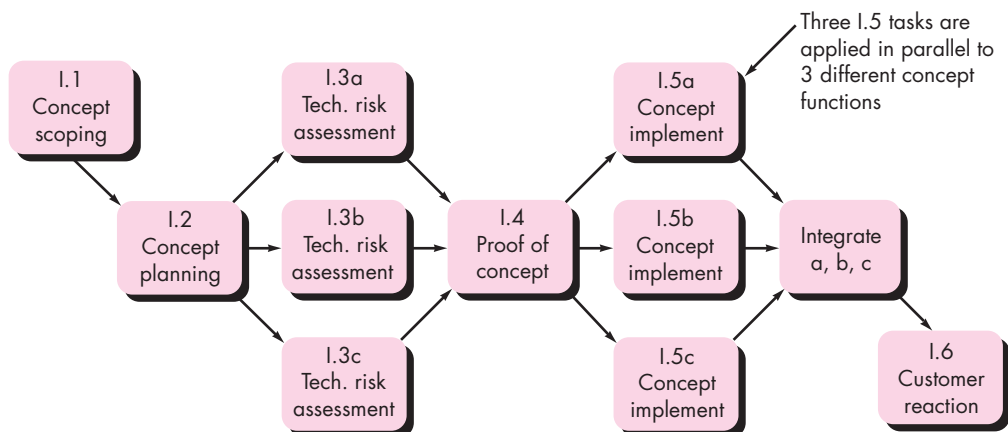 I.1
Concept
scoping
I.2
Concept
planning
I.3a
Tech. risk
assessment
I.3b
Tech. risk
assessment
I.3c
Tech. risk
assessment
I.4
Proof of
concept
I.5a
Concept
implement
I.5b
Concept
implement
I.5c
Concept
implement
Three I.5 tasks are
applied in parallel to
3 different concept
functions
Integrate
a, b, c
I.6
Customer
reaction